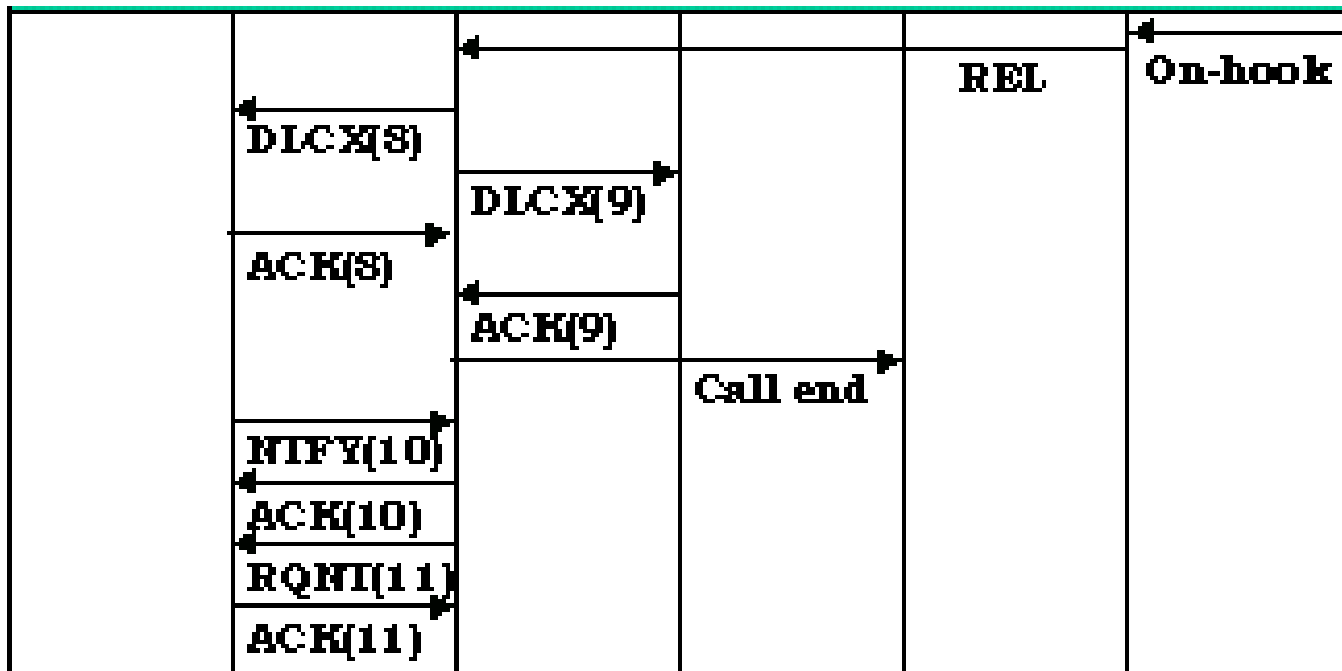 On-hook
REL
DLCX(8)
DLCX(9)
ACK(8)
ACK(9)
Call end
NTFY(10)
ACK(10)
RQNT(11)
ACK(11)